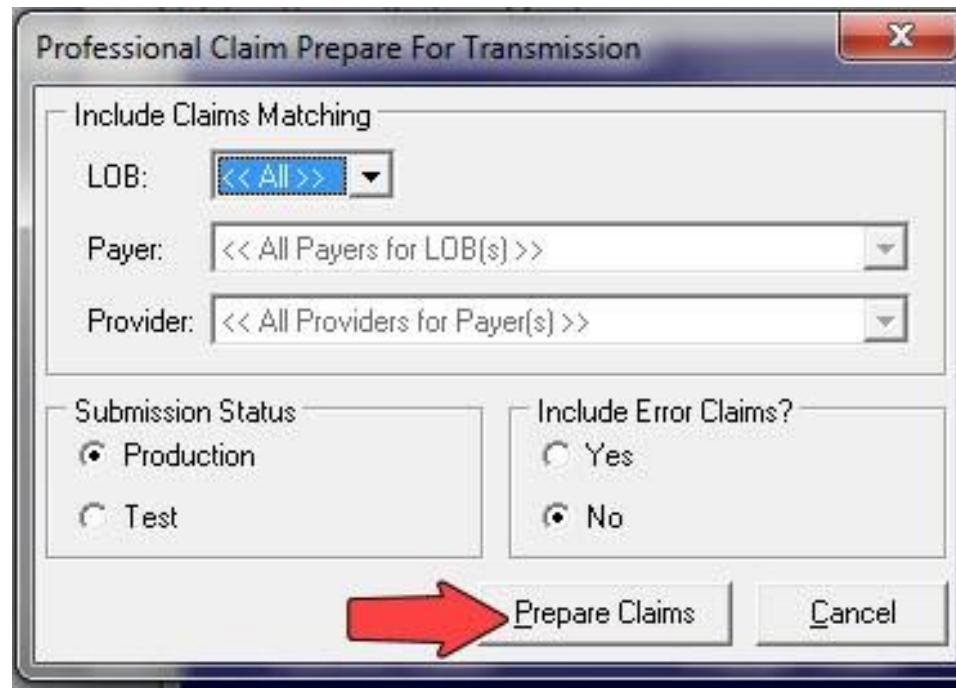 Professional Claim Prepare For Transmission
Include Claims Matching
LOB: << All >>
Payer: << All Payers for LOB(s) >>
Provider: << All Providers for Payer(s) >>
Submission Status
Production
Test
Include Error Claims?
Yes
No
Prepare Claims
Cancel